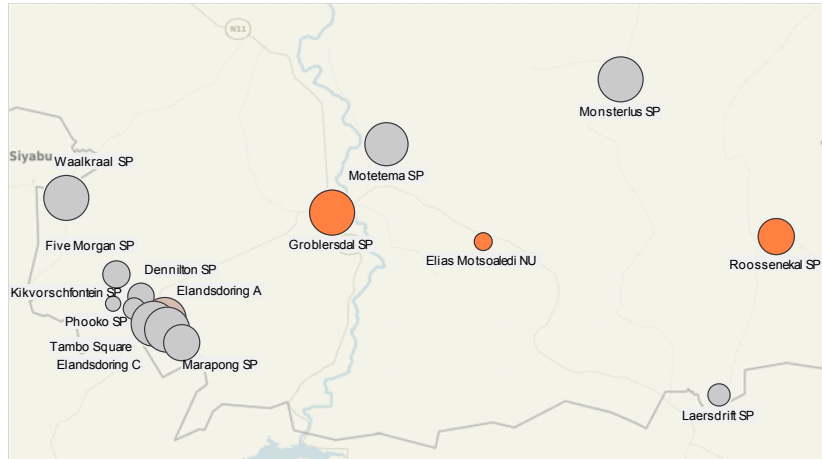 N11
Monsterlus SP
Siyabu
Waalkraal SP
Motetema SP
Groblersdal SP
Five Morgan SP
Elias Motsoaledi NU
Roossenekal SP
Dennilton SP
Kikvorschfontein SP
Elandsdoring A
Phooko SP
Tambo Square
Elandsdoring C
Marapong SP
Laersdrift SP